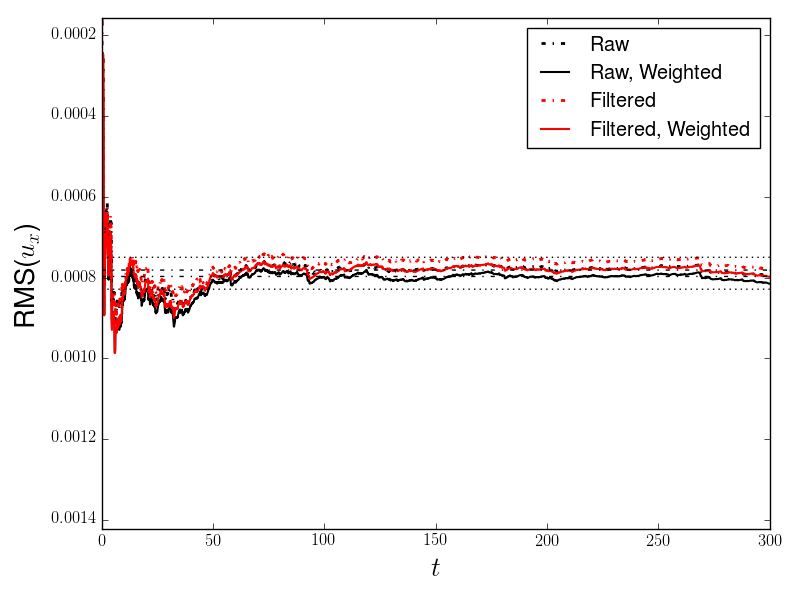 0.0002
0.0004
0.0006
0.0008
0.0010
0.0012
0.0014
RMS(u_x)
Raw
Raw, Weighted
Filtered
Filtered, Weighted
0 50 100 150 200 250 300
t